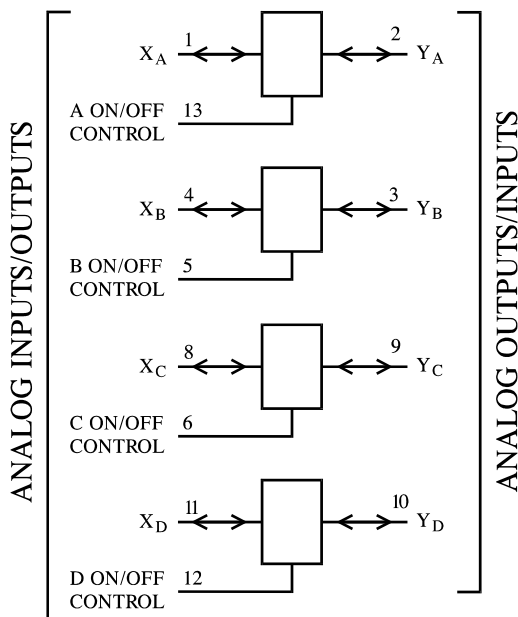 ANALOG INPUTS/OUTPUTS
X_A 1 2 Y_A
A ON/OFF 13
CONTROL
X_B 4 3 Y_B
B ON/OFF 5
CONTROL
X_C 8 9 Y_C
C ON/OFF 6
CONTROL
X_D 11 10 Y_D
D ON/OFF 12
CONTROL
ANALOG OUTPUTS/INPUTS